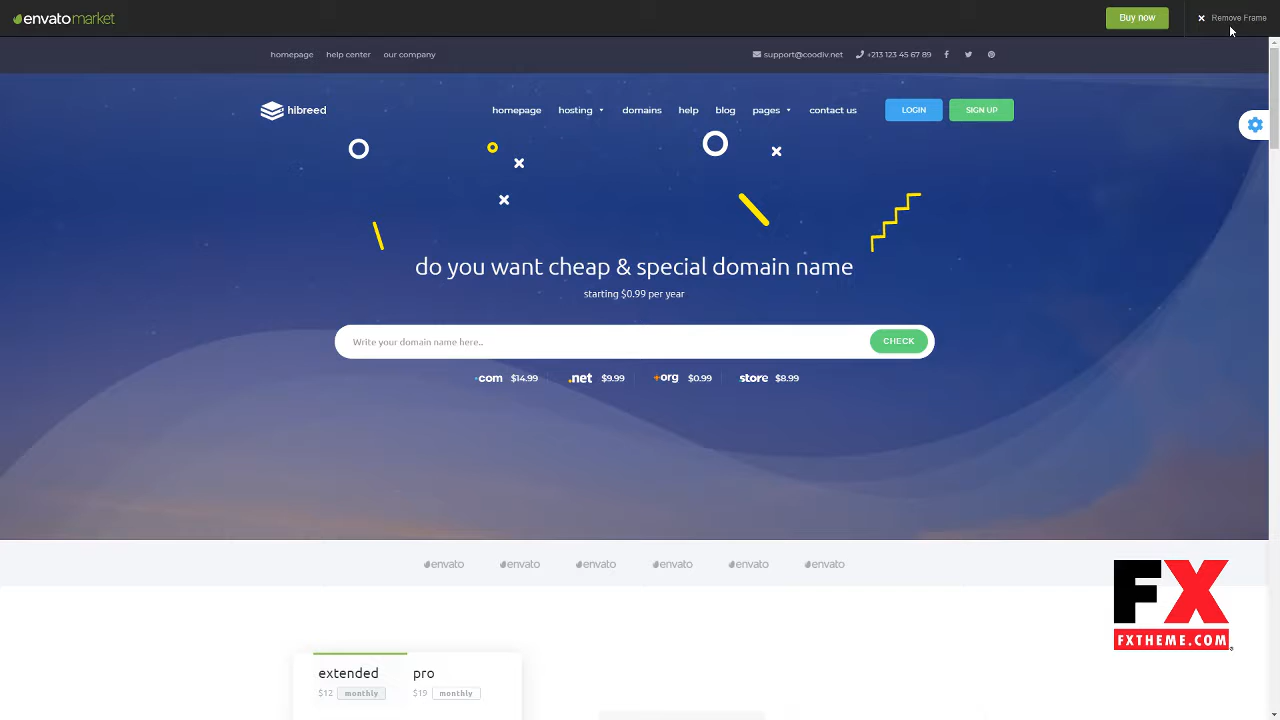 envatomarket
Buy now
Remove Frame
homepage help center our company
support@coodiv.net +213 123 45 67 89
hibreed
homepage hosting domains help blog pages contact us LOGIN SIGN UP
do you want cheap & special domain name
starting $0.99 per year
Write your domain name here..
CHECK
.com $14.99 .net $9.99 org $0.99 store $8.99
envato envato envato envato envato envato
FX
FXTHEME.COM
extended pro
$12 monthly $19 monthly